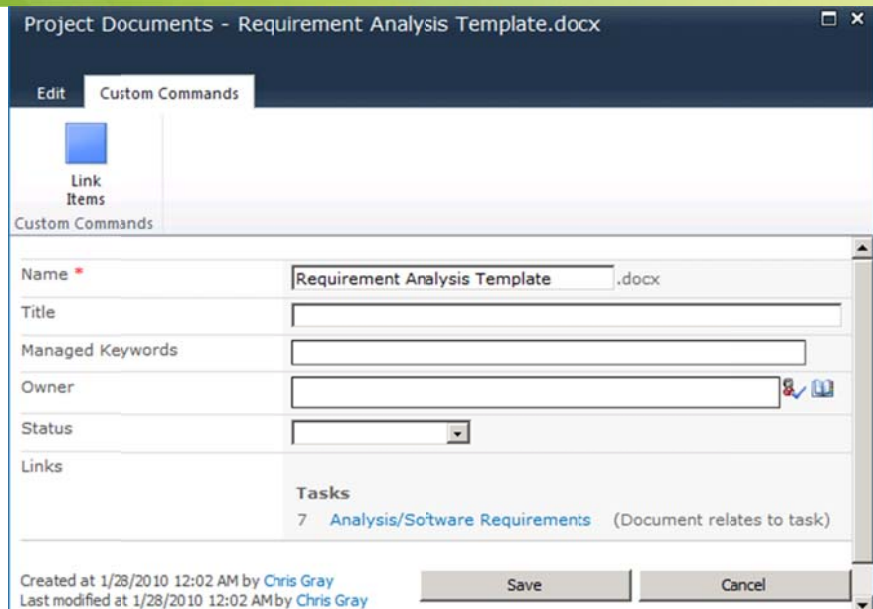 Project Documents - Requirement Analysis Template.docx
Edit Custom Commands
Link
Items
Custom Commands
Name * Requirement Analysis Template .docx
Title
Managed Keywords
Owner
Status
Links
Tasks
7 Analysis/Software Requirements (Document relates to task)
Created at 1/28/2010 12:02 AM by Chris Gray
Last modified at 1/28/2010 12:02 AM by Chris Gray
Save Cancel